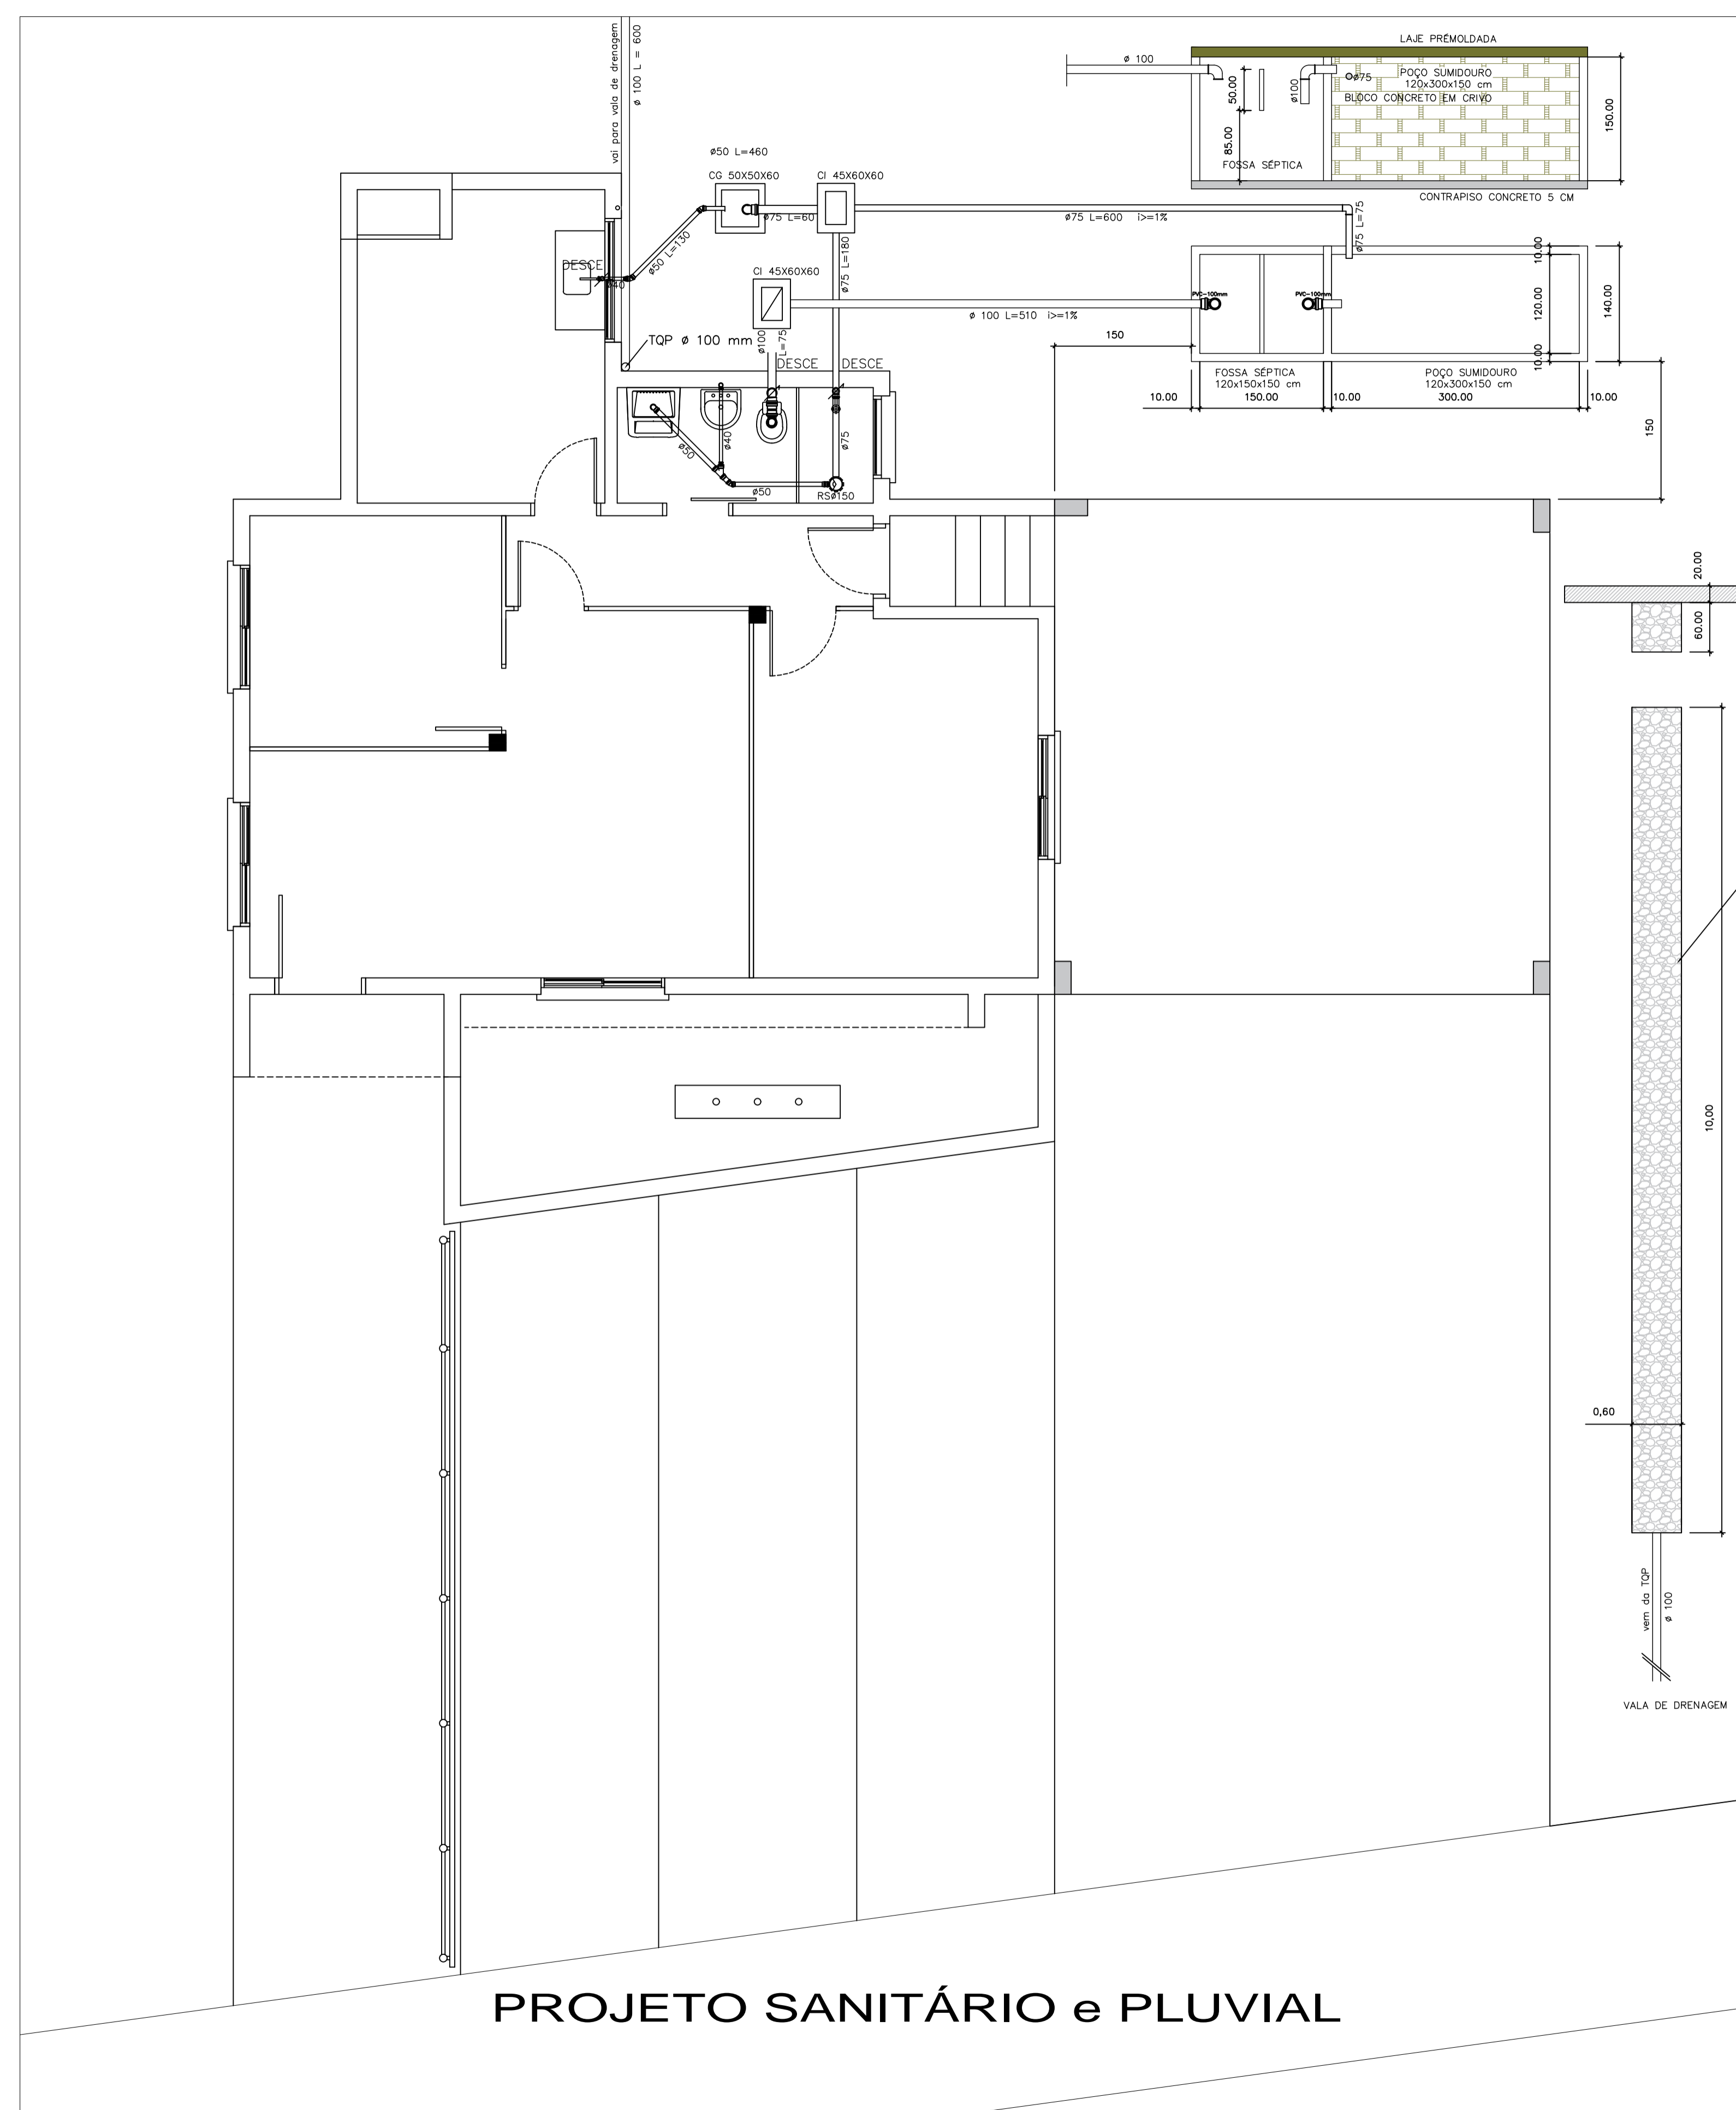 vai para vala de drenagem
ø 100 L = 600
LAJE PRÉMOLDADA
ø 100
50.00
ø100
ø75
POÇO SUMIDOURO
120x300x150 cm
BLOCO CONCRETO EM CRIVO
150.00
85.00
FOSSA SÉPTICA
CONTRAPISO CONCRETO 5 CM
ø50 L=460
CG 50X50X60
CI 45X60X60
ø75 L=60
ø75 L=600 i>=1%
ø75 L=75
ø50 L=130
DESCE
ø40
ø75 L=180
CI 45X60X60
ø 100 L=510 i>=1%
PVC-100mm
PVC-100mm
10.00
120.00
10.00
140.00
TQP ø 100 mm
ø100
L=75
DESCE
DESCE
150
FOSSA SÉPTICA
120x150x150 cm
POÇO SUMIDOURO
120x300x150 cm
10.00
150.00
10.00
300.00
10.00
150
ø50
ø40
ø75
ø50
RSø150
20.00
60.00
10,00
0,60
vem da TQP
ø 100
VALA DE DRENAGEM
PROJETO SANITÁRIO e PLUVIAL